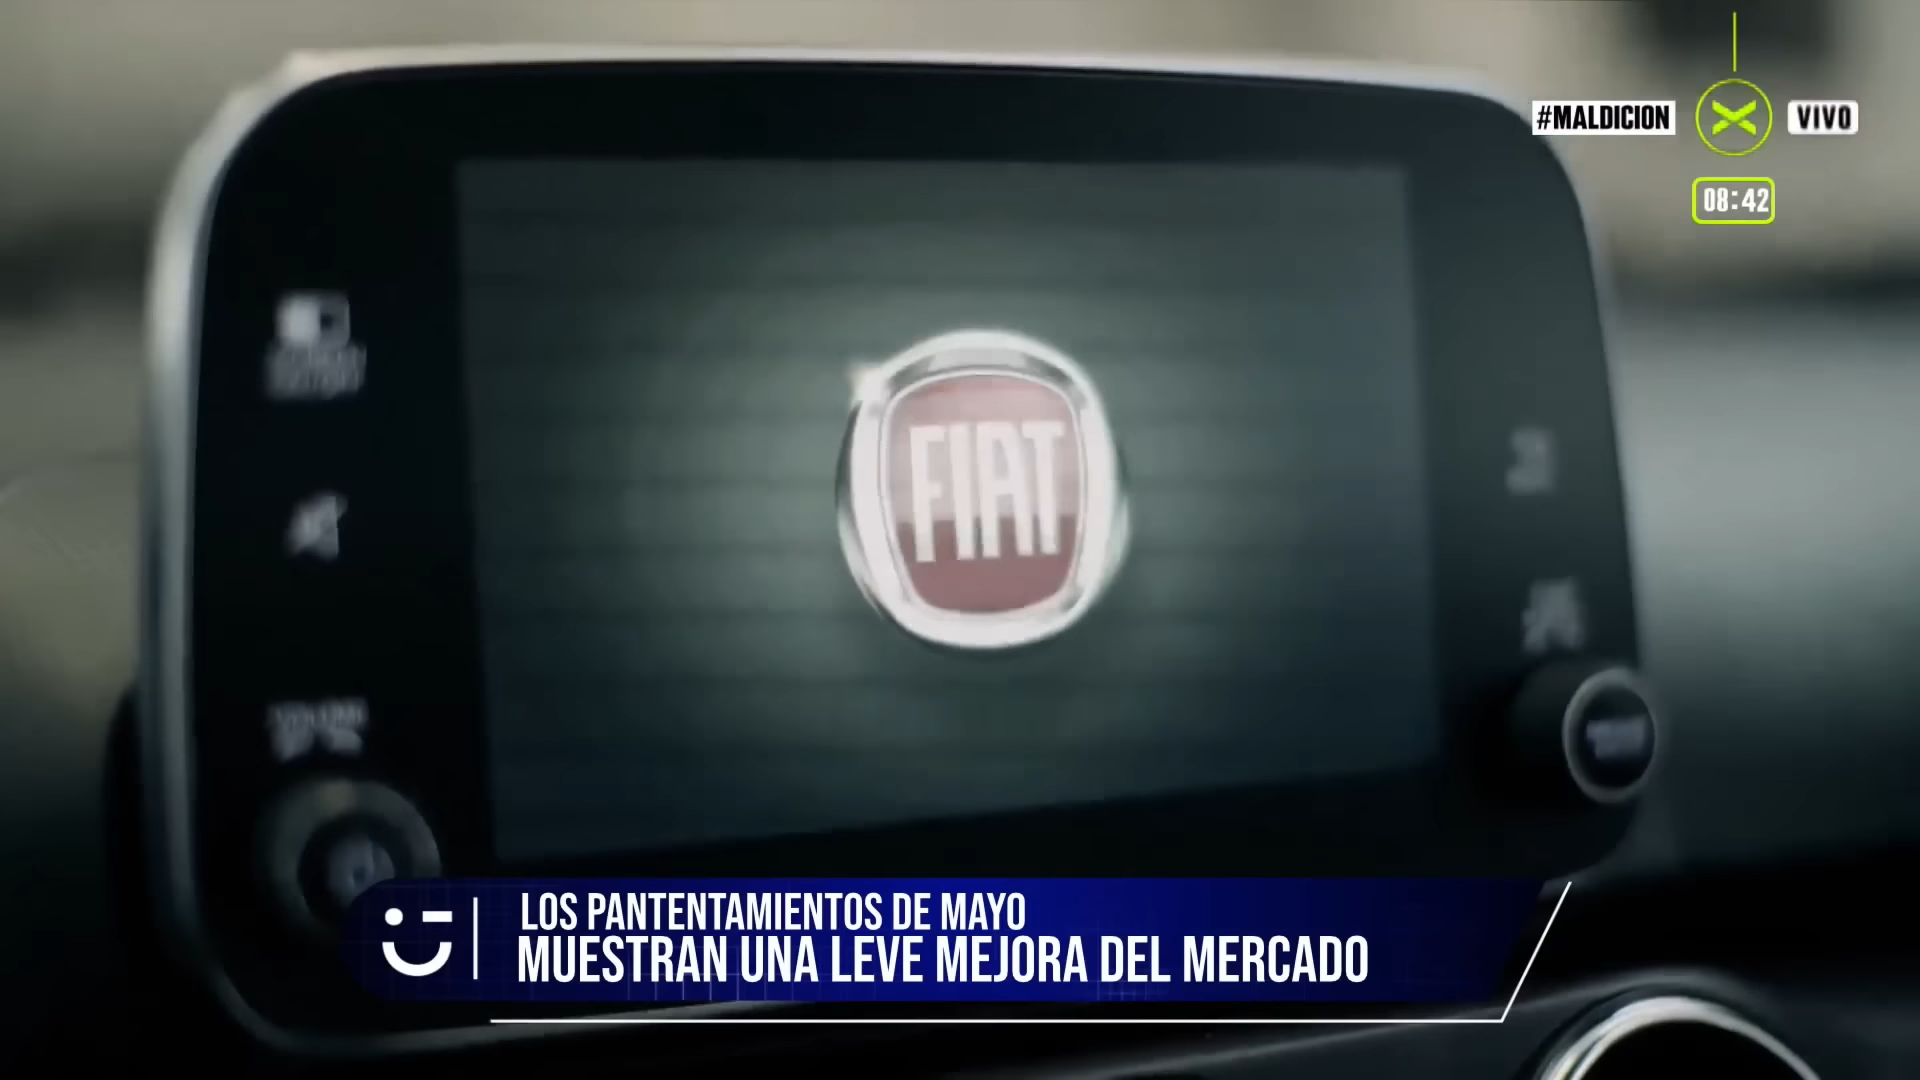 #MALDICION
VIVO
08:42
FIAT
LOS PANTENTAMIENTOS DE MAYO
MUESTRAN UNA LEVE MEJORA DEL MERCADO